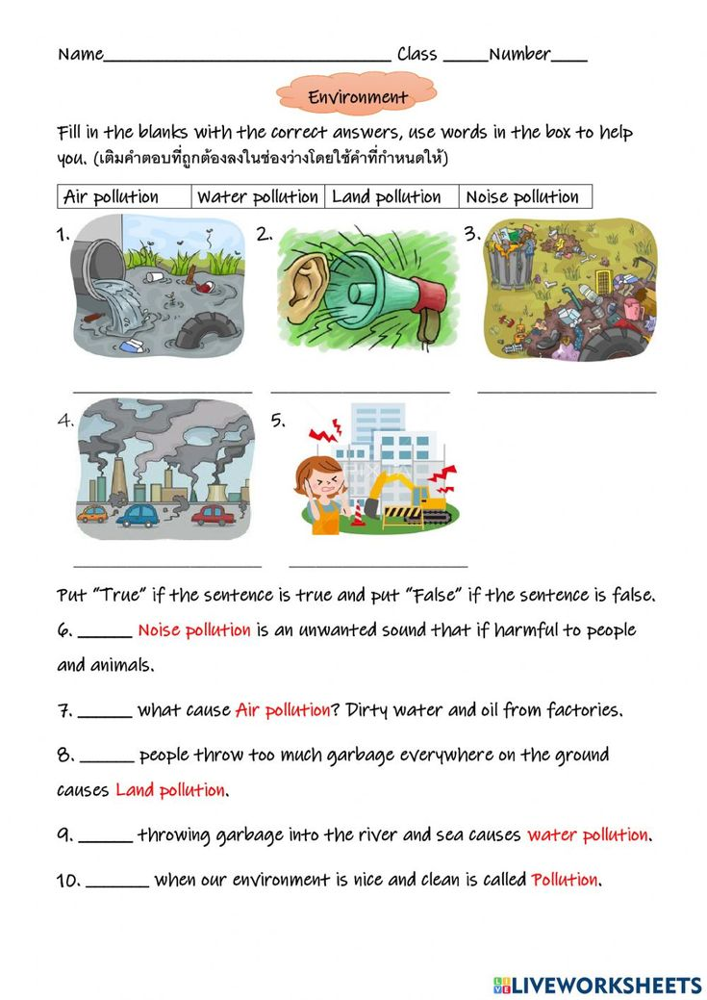 Name______________________________ Class _____Number____
Environment
Fill in the blanks with the correct answers, use words in the box to help
you. (เติมคำตอบที่ถูกต้องลงในช่องว่างโดยใช้คำที่กำหนดให้)
Air pollution Water pollution Land pollution Noise pollution
1. 2. 3.
4. 5.
Put "True" if the sentence is true and put "False" if the sentence is false.
6. ______ Noise pollution is an unwanted sound that if harmful to people
and animals.
7. ______ what cause Air pollution? Dirty water and oil from factories.
8. ______ people throw too much garbage everywhere on the ground
causes Land pollution.
9. ______ throwing garbage into the river and sea causes water pollution.
10. _______ when our environment is nice and clean is called Pollution.
LIVE LIVEWORKSHEETS